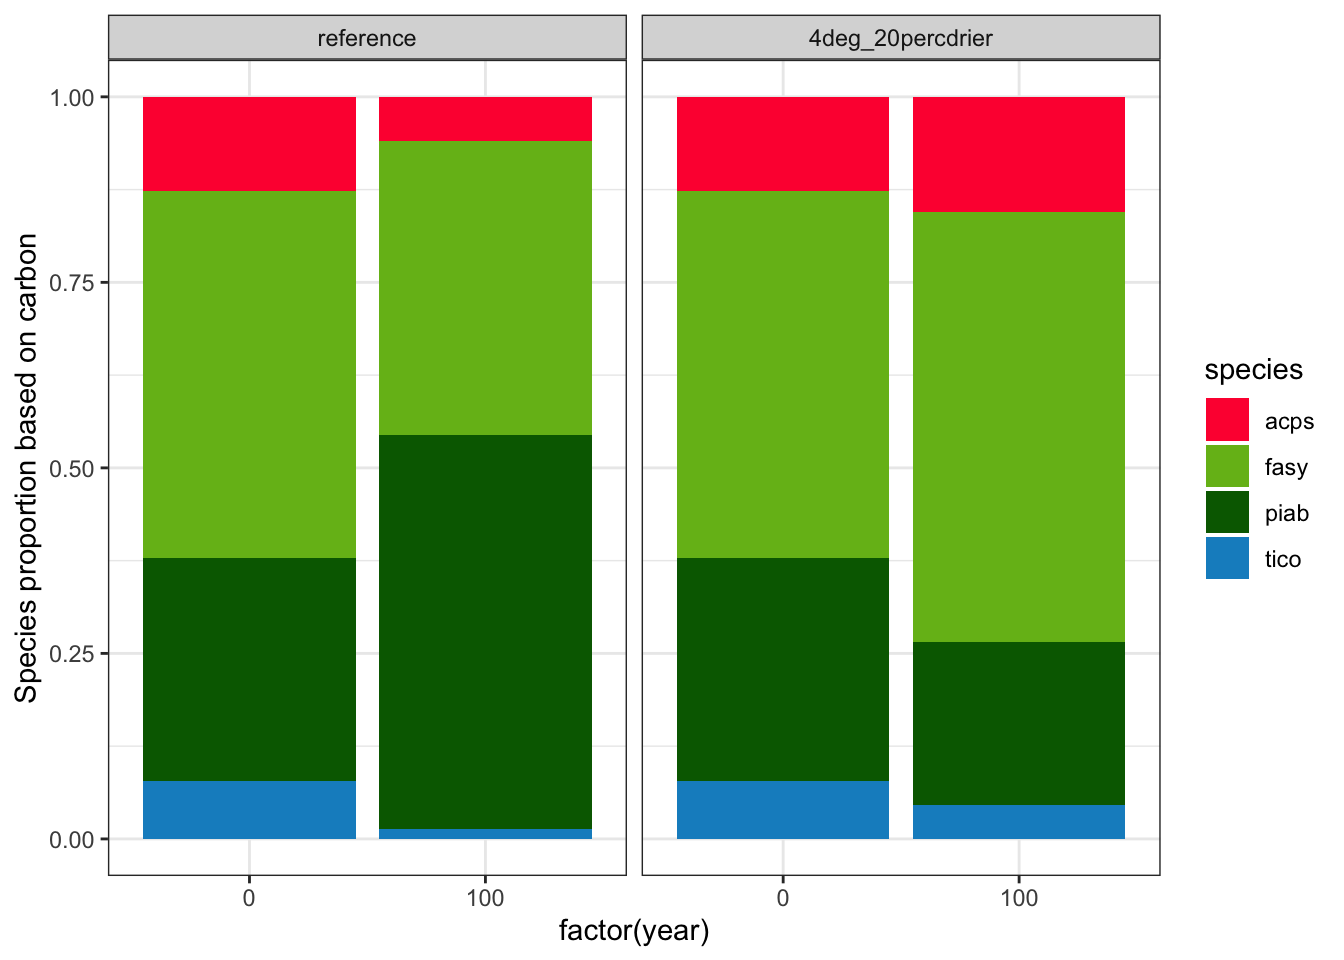 reference
4deg_20percdrier
Species proportion based on carbon
1.00
0.75
0.50
0.25
0.00
0
100
0
100
factor(year)
species
acps
fasy
piab
tico